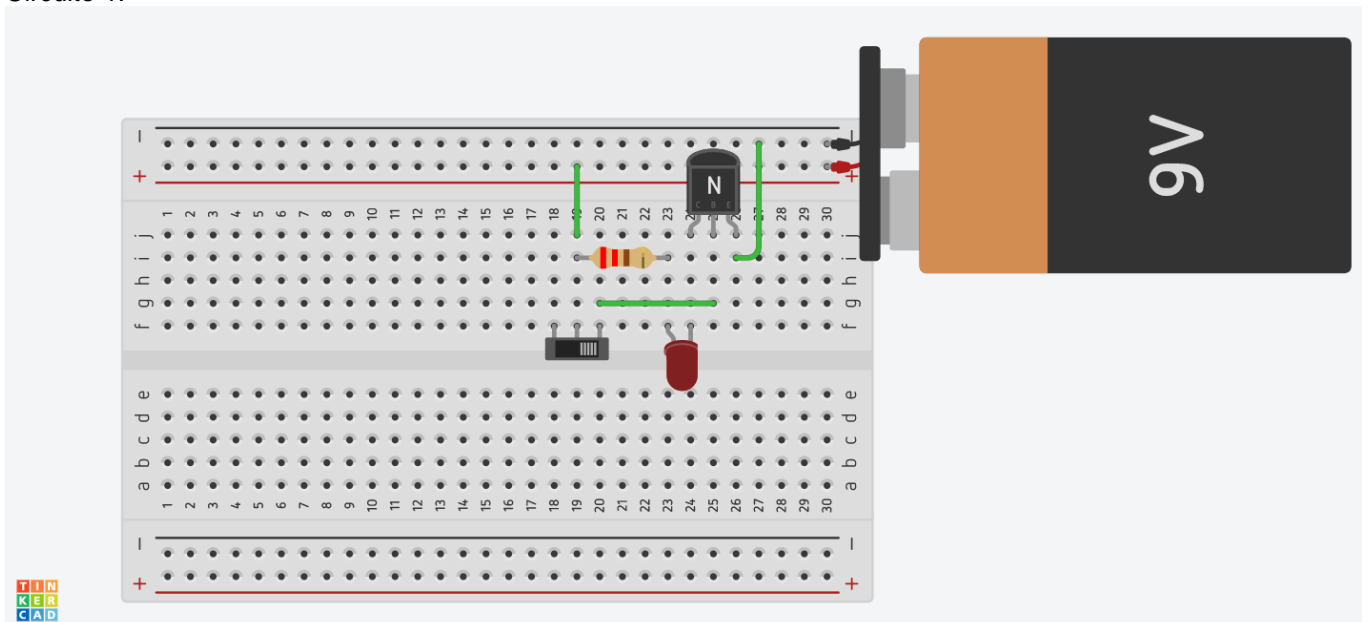 − −
+ +
1 2 3 4 5 6 7 8 9 10 11 12 13 14 15 16 17 18 19 20 21 22 23 24 26 27 28 29 30
j j
i i
h h
g g
f f
e e
d d
c c
b b
a a
1 2 3 4 5 6 7 8 9 10 11 12 13 14 15 16 17 18 19 20 21 22 23 24 25 26 27 28 29 30
− −
+ +
N
C B E
9V
TIN
KER
CAD